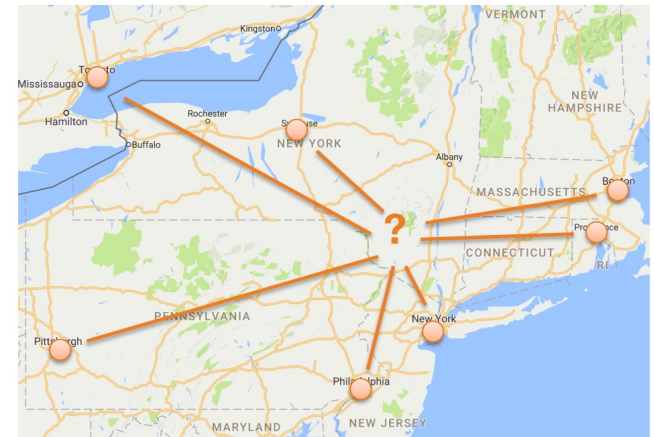 VERMONT
Kingston
Toronto
Mississauga
NEW
HAMPSHIRE
Hamilton
Rochester
Syracuse
NEW YORK
Buffalo
Albany
Boston
MASSACHUSETTS
?
Providence
CONNECTICUT
RI
PENNSYLVANIA
New York
Pittsburgh
Philadelphia
MARYLAND
NEW JERSEY